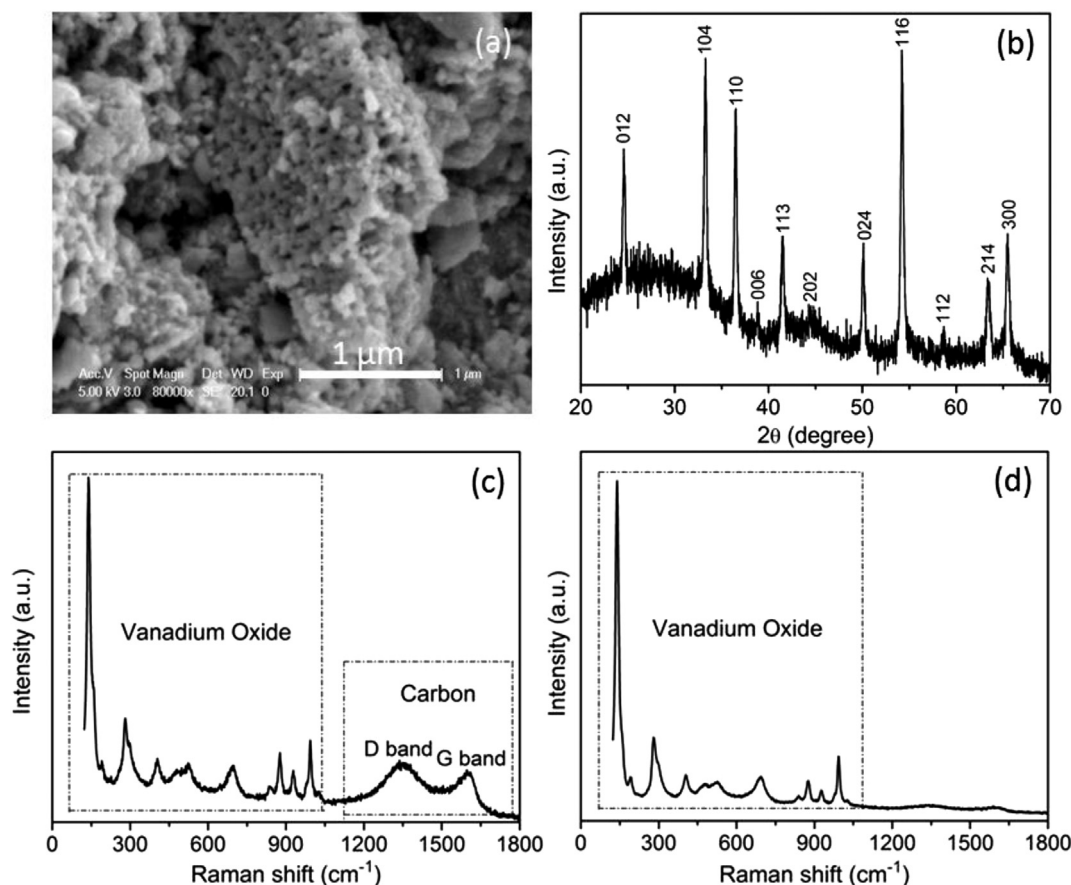 (a)
1 μm
Acc.V Spot Magn Det WD Exp 1 μm
5.00 kV 3.0 80000x SE 20.1 0
(b)
Intensity (a.u.)
012
104
110
006
113
202
024
116
112
214
300
20 30 40 50 60 70
2θ (degree)
(c)
Intensity (a.u.)
Vanadium Oxide
Carbon
D band
G band
0 300 600 900 1200 1500 1800
Raman shift (cm⁻¹)
(d)
Intensity (a.u.)
Vanadium Oxide
0 300 600 900 1200 1500 1800
Raman shift (cm⁻¹)